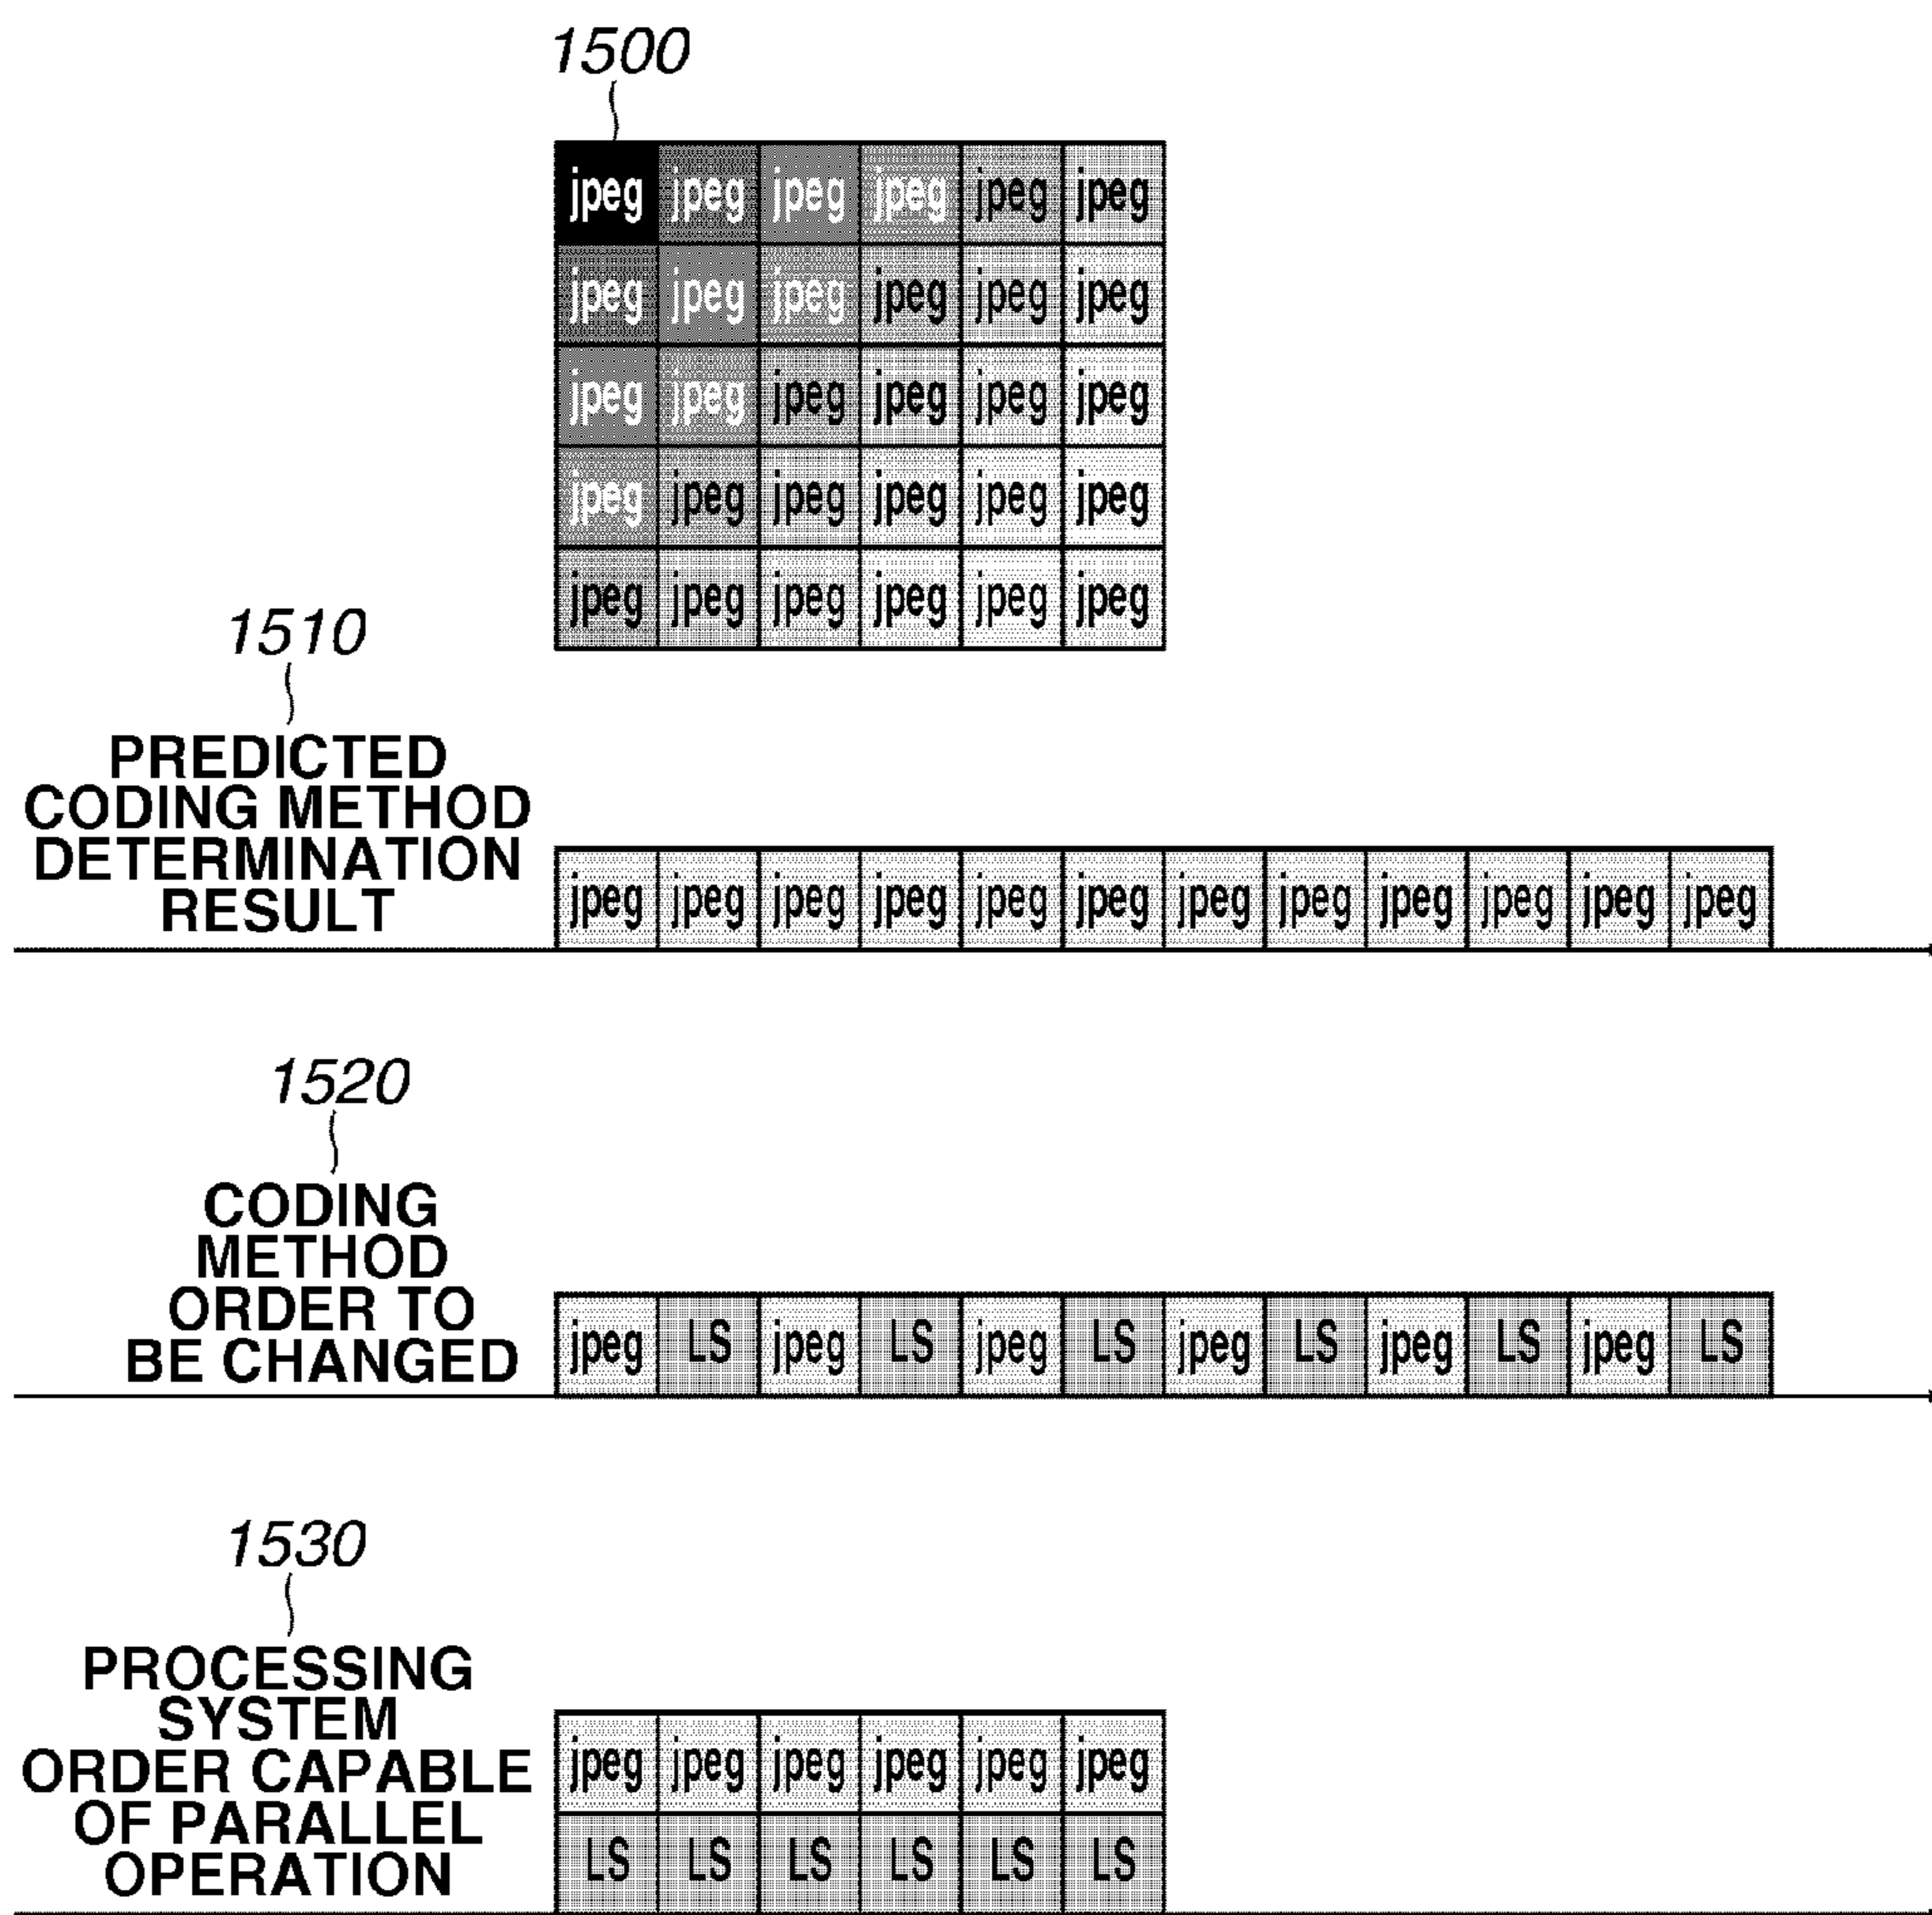 1500
jpeg jpeg jpeg jpeg jpeg jpeg
jpeg jpeg jpeg jpeg jpeg jpeg
jpeg jpeg jpeg jpeg jpeg jpeg
jpeg jpeg jpeg jpeg jpeg jpeg
jpeg jpeg jpeg jpeg jpeg jpeg
1510
PREDICTED
CODING METHOD
DETERMINATION
RESULT
jpeg jpeg jpeg jpeg jpeg jpeg jpeg jpeg jpeg jpeg jpeg jpeg
1520
CODING
METHOD
ORDER TO
BE CHANGED
jpeg LS jpeg LS jpeg LS jpeg LS jpeg LS jpeg LS
1530
PROCESSING
SYSTEM
ORDER CAPABLE
OF PARALLEL
OPERATION
jpeg jpeg jpeg jpeg jpeg jpeg
LS LS LS LS LS LS